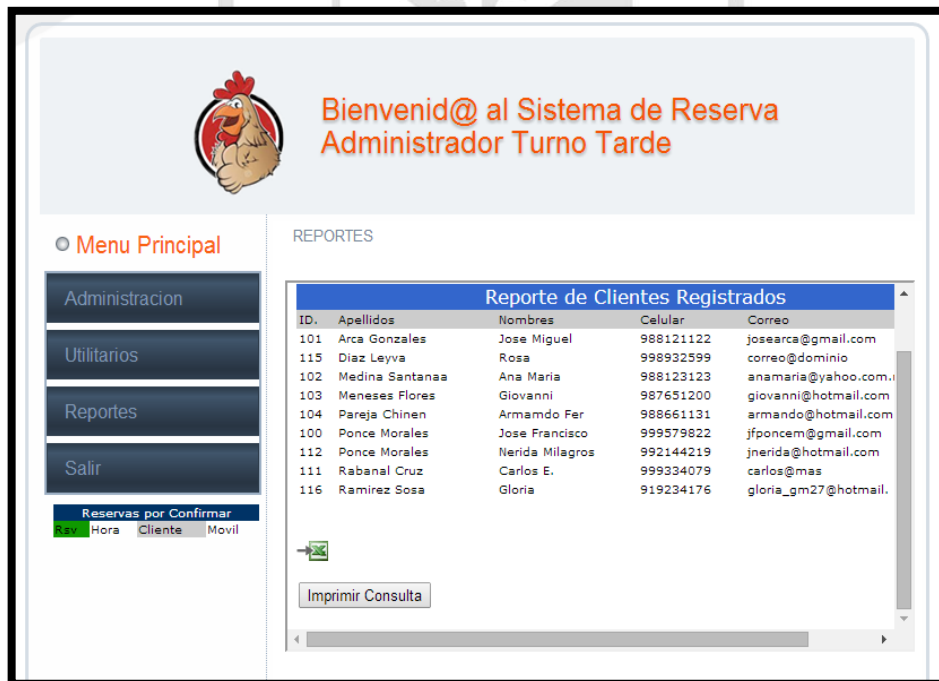 Bienvenid@ al Sistema de Reserva
Administrador Turno Tarde
Menu Principal
Administracion
Utilitarios
Reportes
Salir
Reservas por Confirmar
Rsv Hora Cliente Movil
REPORTES
Reporte de Clientes Registrados
ID. Apellidos Nombres Celular Correo
101 Arca Gonzales Jose Miguel 988121122 josearca@gmail.com
115 Diaz Leyva Rosa 998932599 correo@dominio
102 Medina Santanaa Ana Maria 988123123 anamaria@yahoo.com.
103 Meneses Flores Giovanni 987651200 giovanni@hotmail.com
104 Pareja Chinen Armamdo Fer 988661131 armando@hotmail.com
100 Ponce Morales Jose Francisco 999579822 jfponcem@gmail.com
112 Ponce Morales Nerida Milagros 992144219 jnerida@hotmail.com
111 Rabanal Cruz Carlos E. 999334079 carlos@mas
116 Ramirez Sosa Gloria 919234176 gloria_gm27@hotmail.
Imprimir Consulta